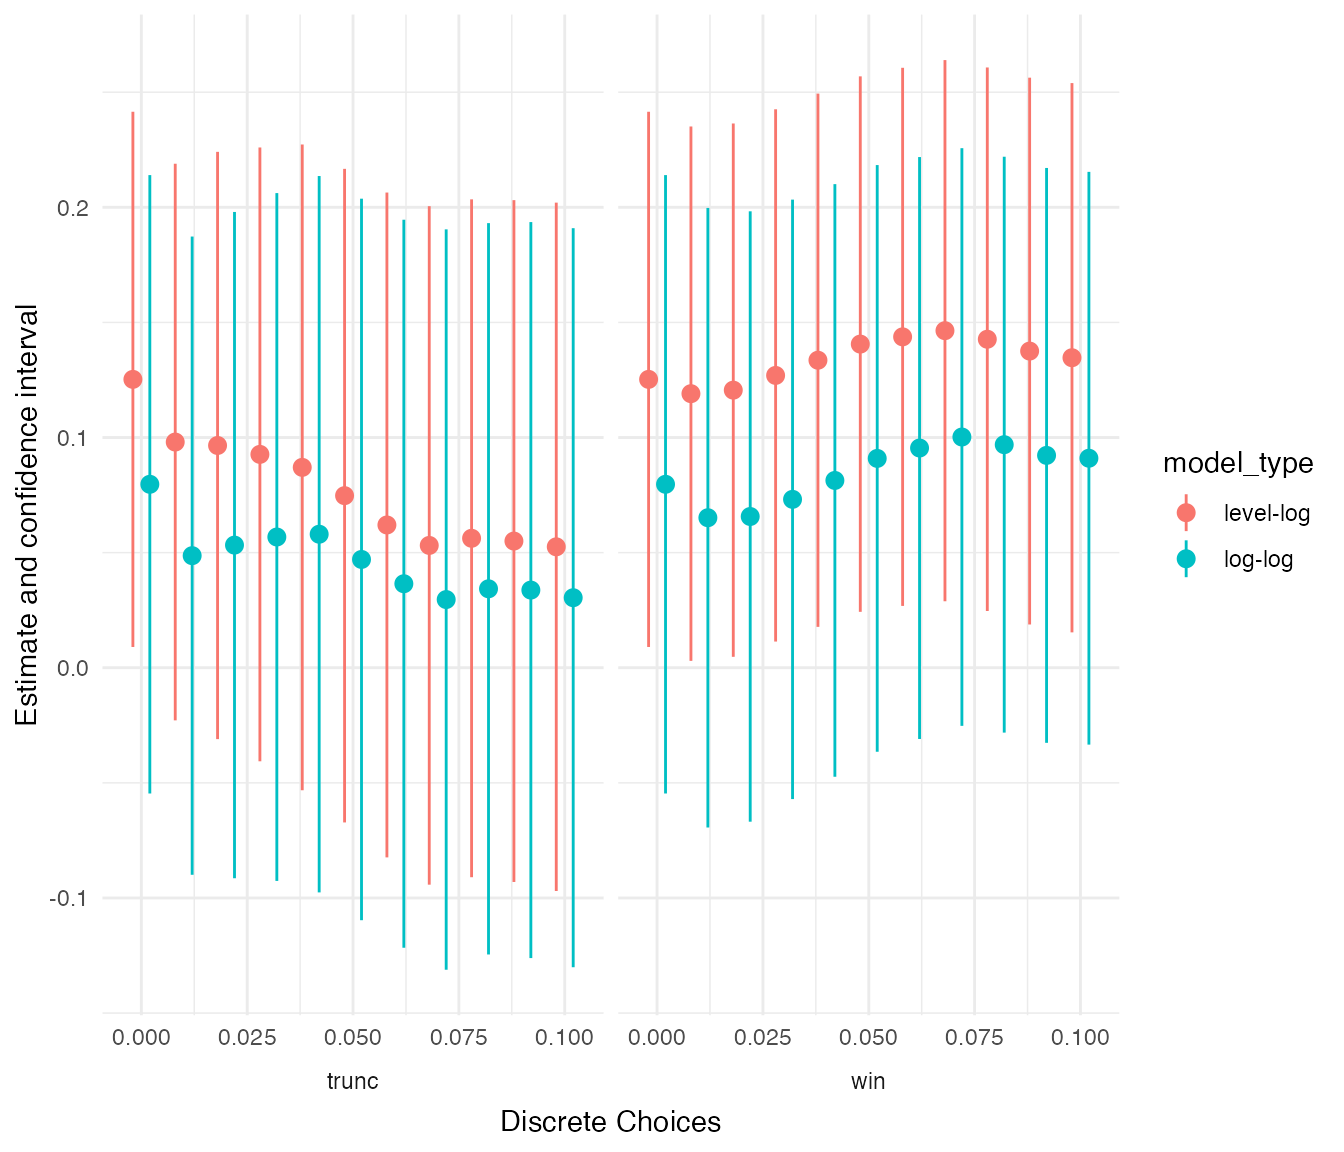 Estimate and confidence interval
0.2
0.1
0.0
-0.1
0.000 0.025 0.050 0.075 0.100
0.000 0.025 0.050 0.075 0.100
trunc
win
Discrete Choices
model_type
level-log
log-log